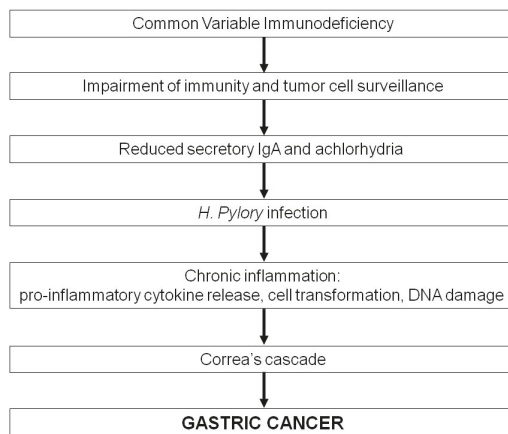 Common Variable Immunodeficiency
Impairment of immunity and tumor cell surveillance
Reduced secretory IgA and achlorhydria
H. Pylory infection
Chronic inflammation:
pro-inflammatory cytokine release, cell transformation, DNA damage
Correa's cascade
GASTRIC CANCER